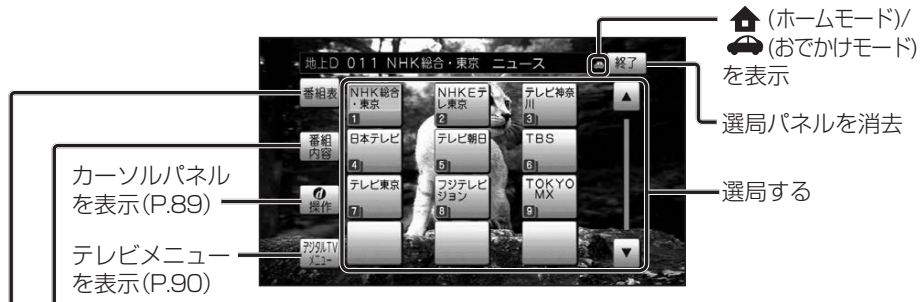 (ホームモード)/
(おでかけモード)
を表示
地上D 011 NHK総合・東京 ニュース
終了
選局パネルを消去
番組表
NHK総合
・東京
1
NHKEテ
レ東京
2
テレビ神奈
川
3
▲
番組
内容
日本テレビ
4
テレビ朝日
5
TBS
6
選局する
カーソルパネル
を表示(P.89)
d
操作
テレビ東京
7
フジテレビ
ジョン
8
TOKYO
MX
9
テレビメニュー
を表示(P.90)
デジタルTV
メニュー
▼